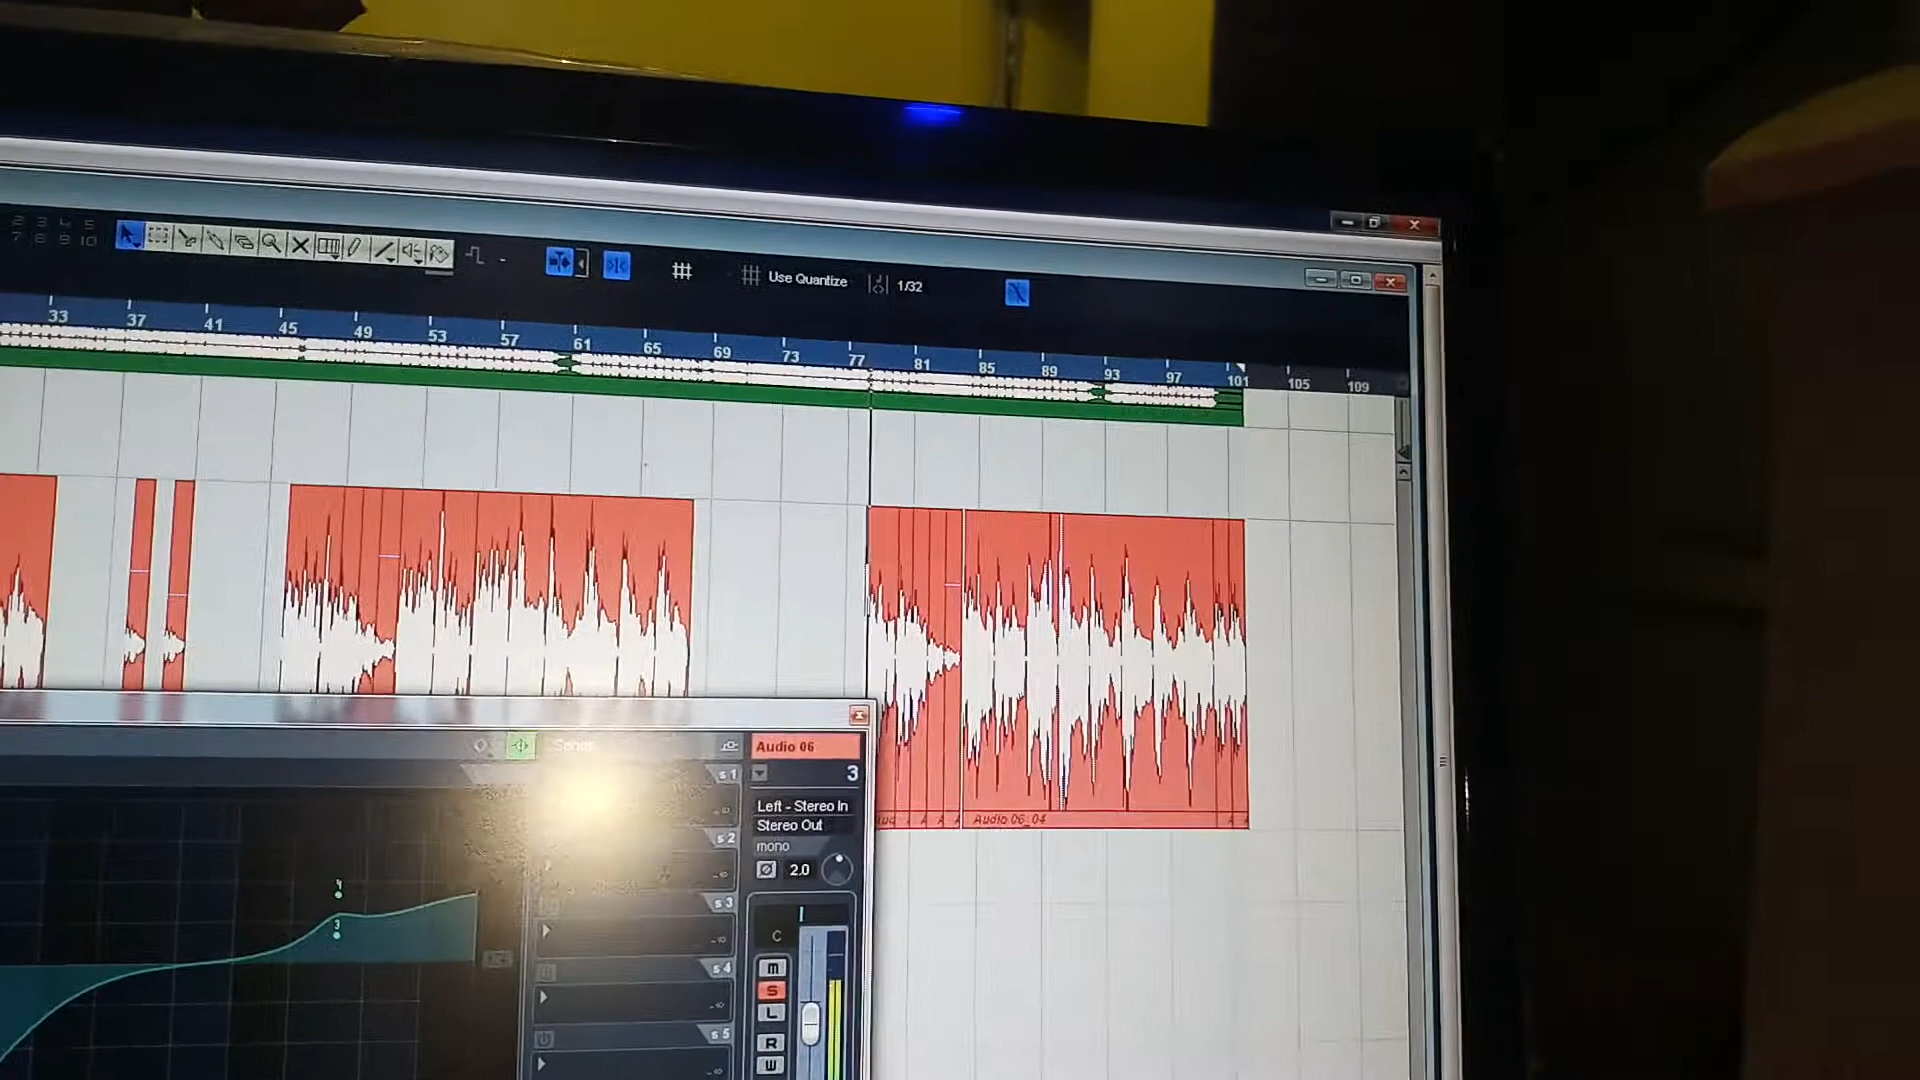 2 3 4 5
7 8 9 10
Use Quantize 1/32
33 37 41 45 49 53 57 61 65 69 73 77 81 85 89 93 97 101 105 109
Audio 06
s 1
3
Left - Stereo In
Stereo Out
s 2
mono
2.0
4
s 3
3
C
s 4
M
S
L
s 5
R
W
Audio 06_04